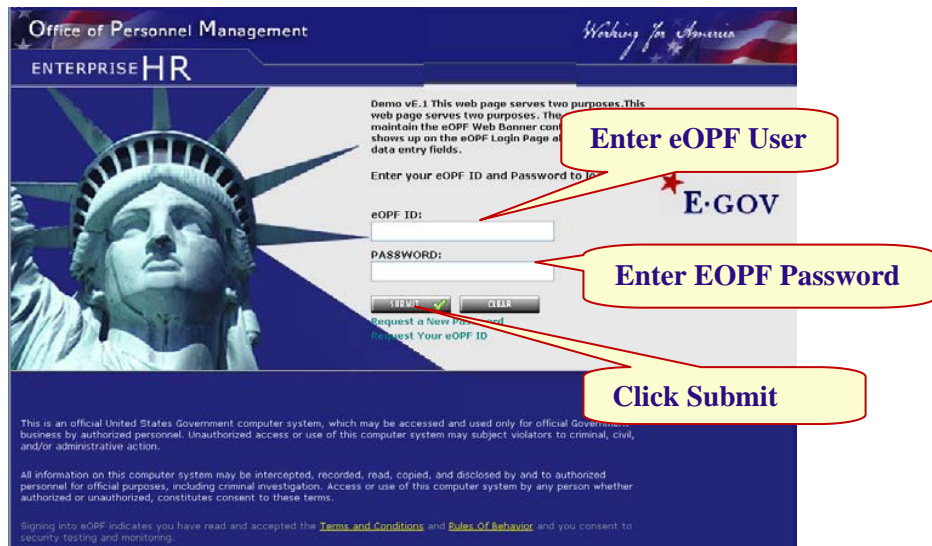 Office of Personnel Management
Working for America
ENTERPRISE HR
Demo vE.1 This web page serves two purposes.This
web page serves two purposes. The
maintain the eOPF Web Banner
shows up on the eOPF Login Page
data entry fields.
Enter eOPF User
Enter your eOPF ID and Password to
E-GOV
eOPF ID:
PASSWORD:
Enter EOPF Password
SUBMIT CLEAR
Request a New Password
Request Your eOPF ID
Click Submit
This is an official United States Government computer system, which may be accessed and used only for official Government
business by authorized personnel. Unauthorized access or use of this computer system may subject violators to criminal, civil,
and/or administrative action.
All information on this computer system may be intercepted, recorded, read, copied, and disclosed by and to authorized
personnel for official purposes, including criminal investigation. Access or use of this computer system by any person whether
authorized or unauthorized, constitutes consent to these terms.
Signing into eOPF indicates you have read and accepted the Terms and Conditions and Rules Of Behavior and you consent to
security testing and monitoring.